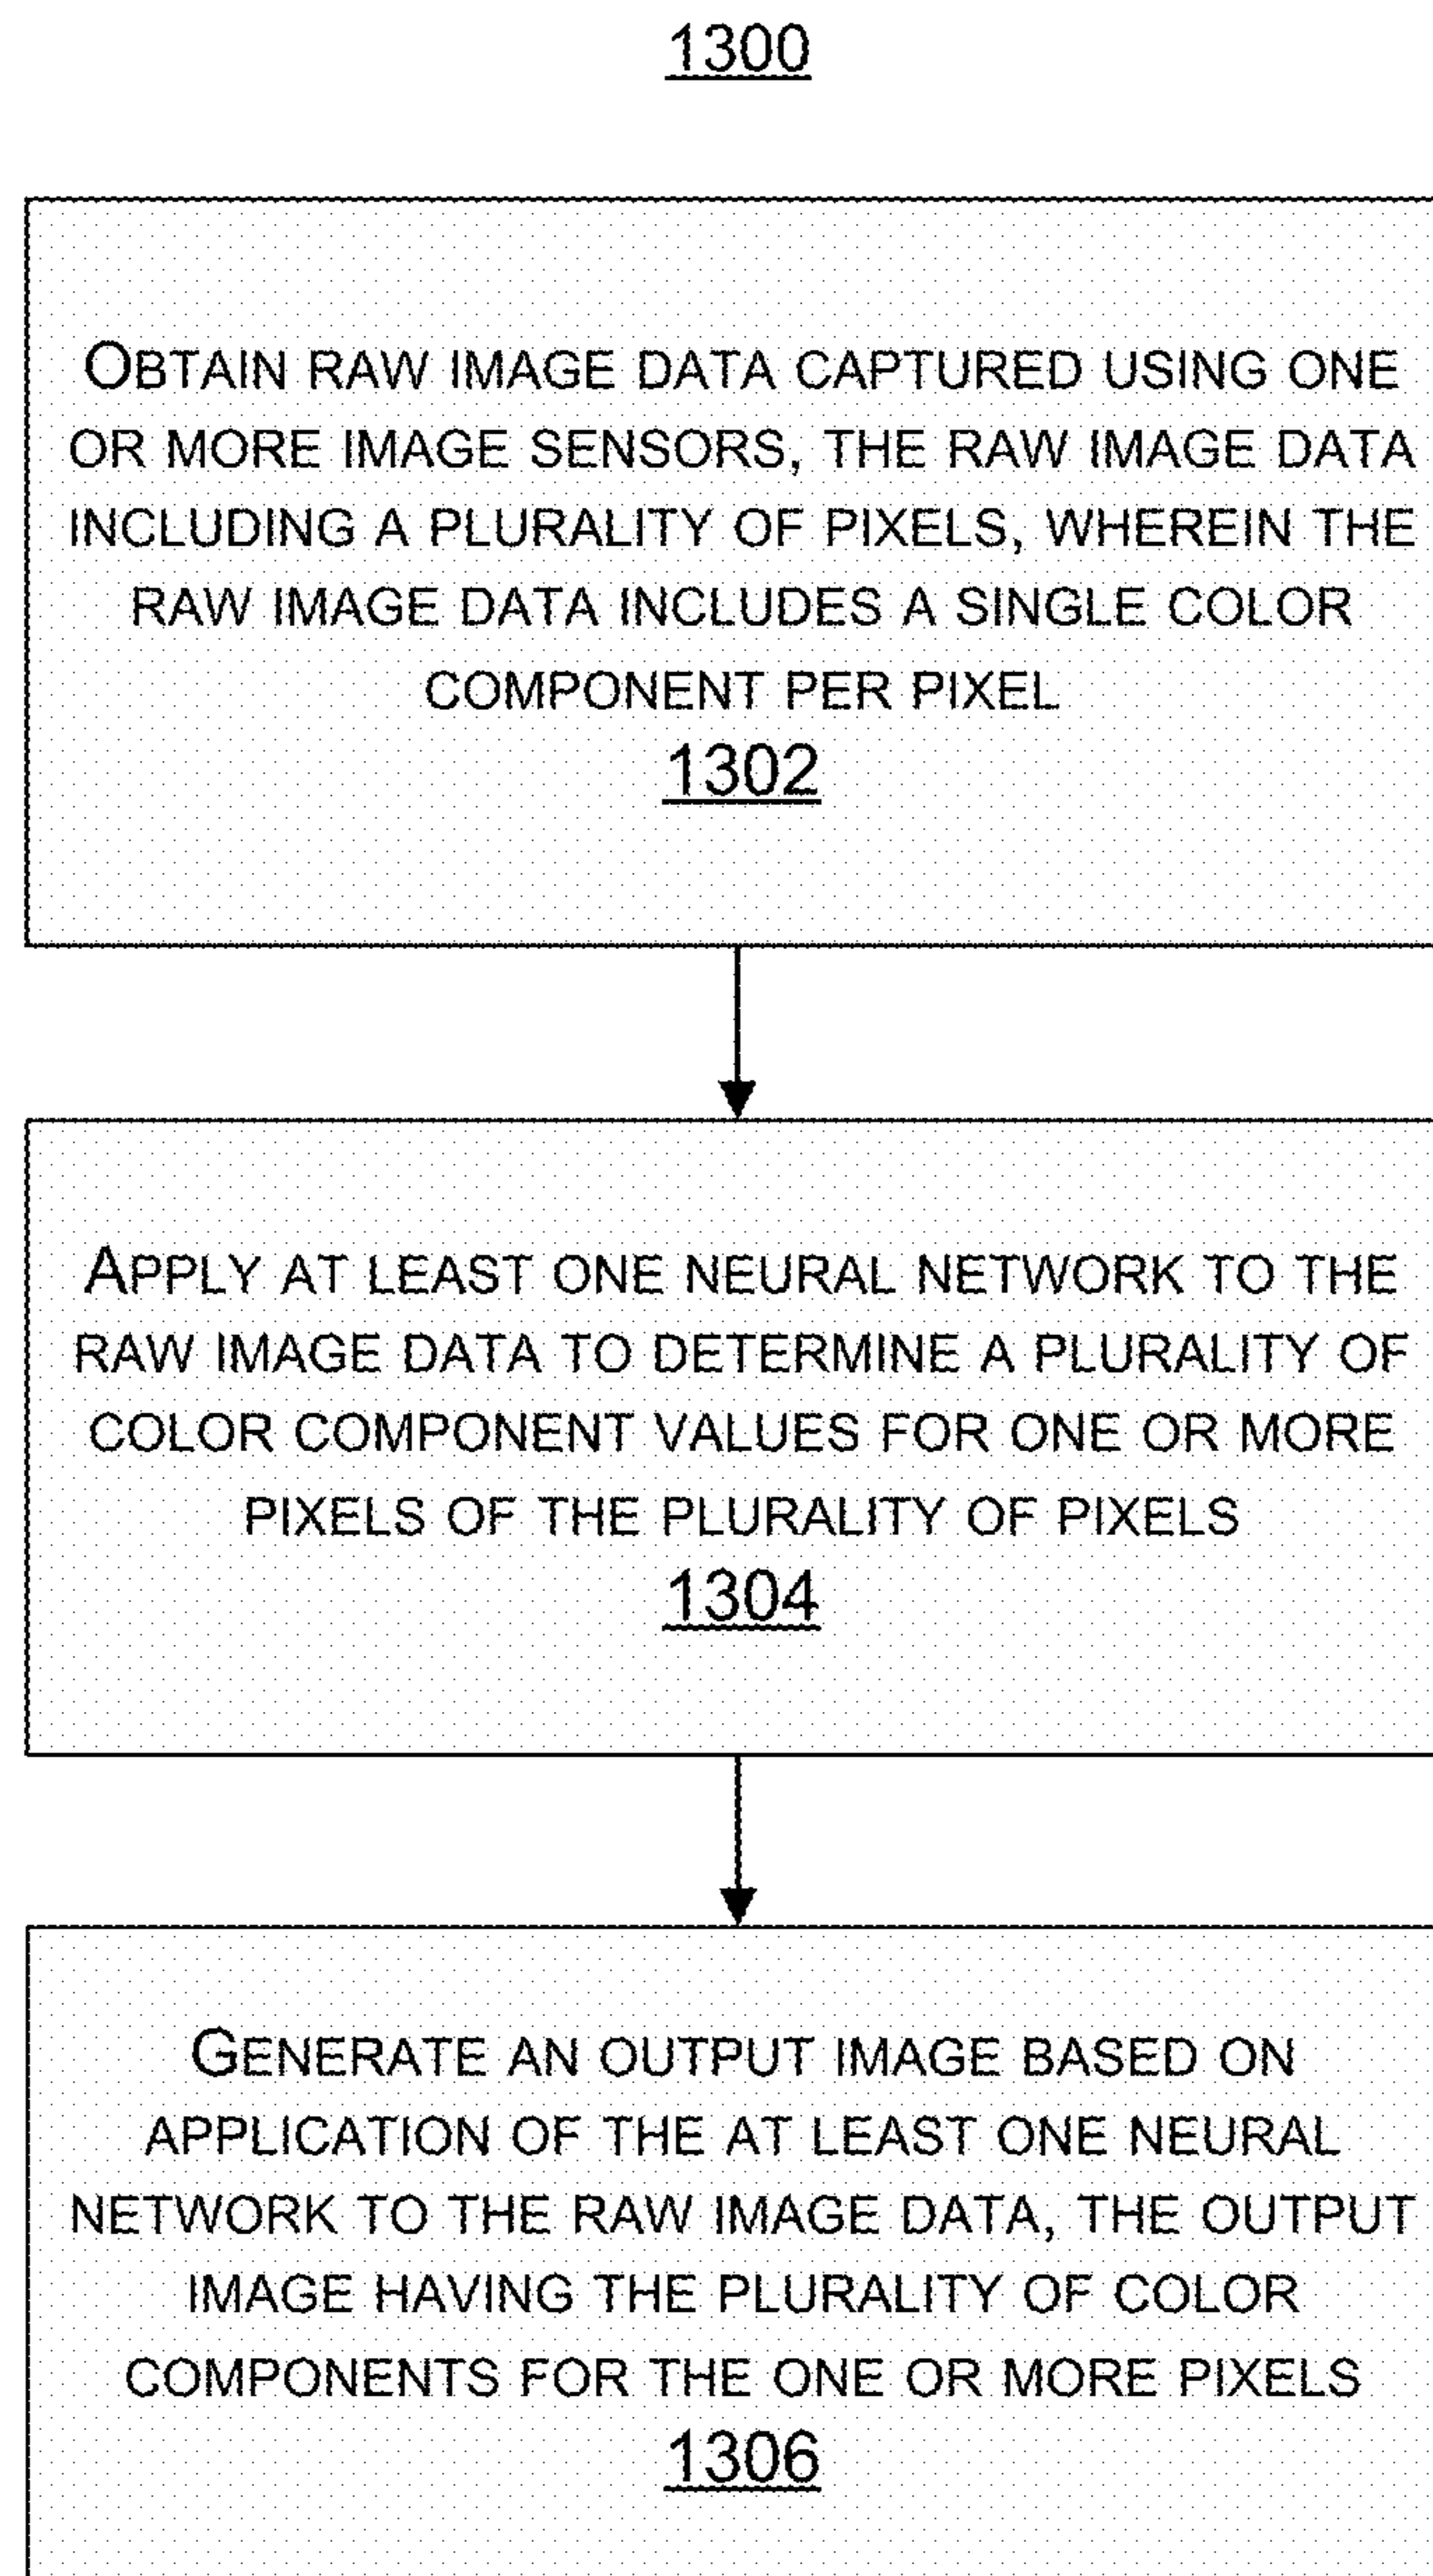 1300
OBTAIN RAW IMAGE DATA CAPTURED USING ONE
OR MORE IMAGE SENSORS, THE RAW IMAGE DATA
INCLUDING A PLURALITY OF PIXELS, WHEREIN THE
RAW IMAGE DATA INCLUDES A SINGLE COLOR
COMPONENT PER PIXEL
1302
APPLY AT LEAST ONE NEURAL NETWORK TO THE
RAW IMAGE DATA TO DETERMINE A PLURALITY OF
COLOR COMPONENT VALUES FOR ONE OR MORE
PIXELS OF THE PLURALITY OF PIXELS
1304
GENERATE AN OUTPUT IMAGE BASED ON
APPLICATION OF THE AT LEAST ONE NEURAL
NETWORK TO THE RAW IMAGE DATA, THE OUTPUT
IMAGE HAVING THE PLURALITY OF COLOR
COMPONENTS FOR THE ONE OR MORE PIXELS
1306